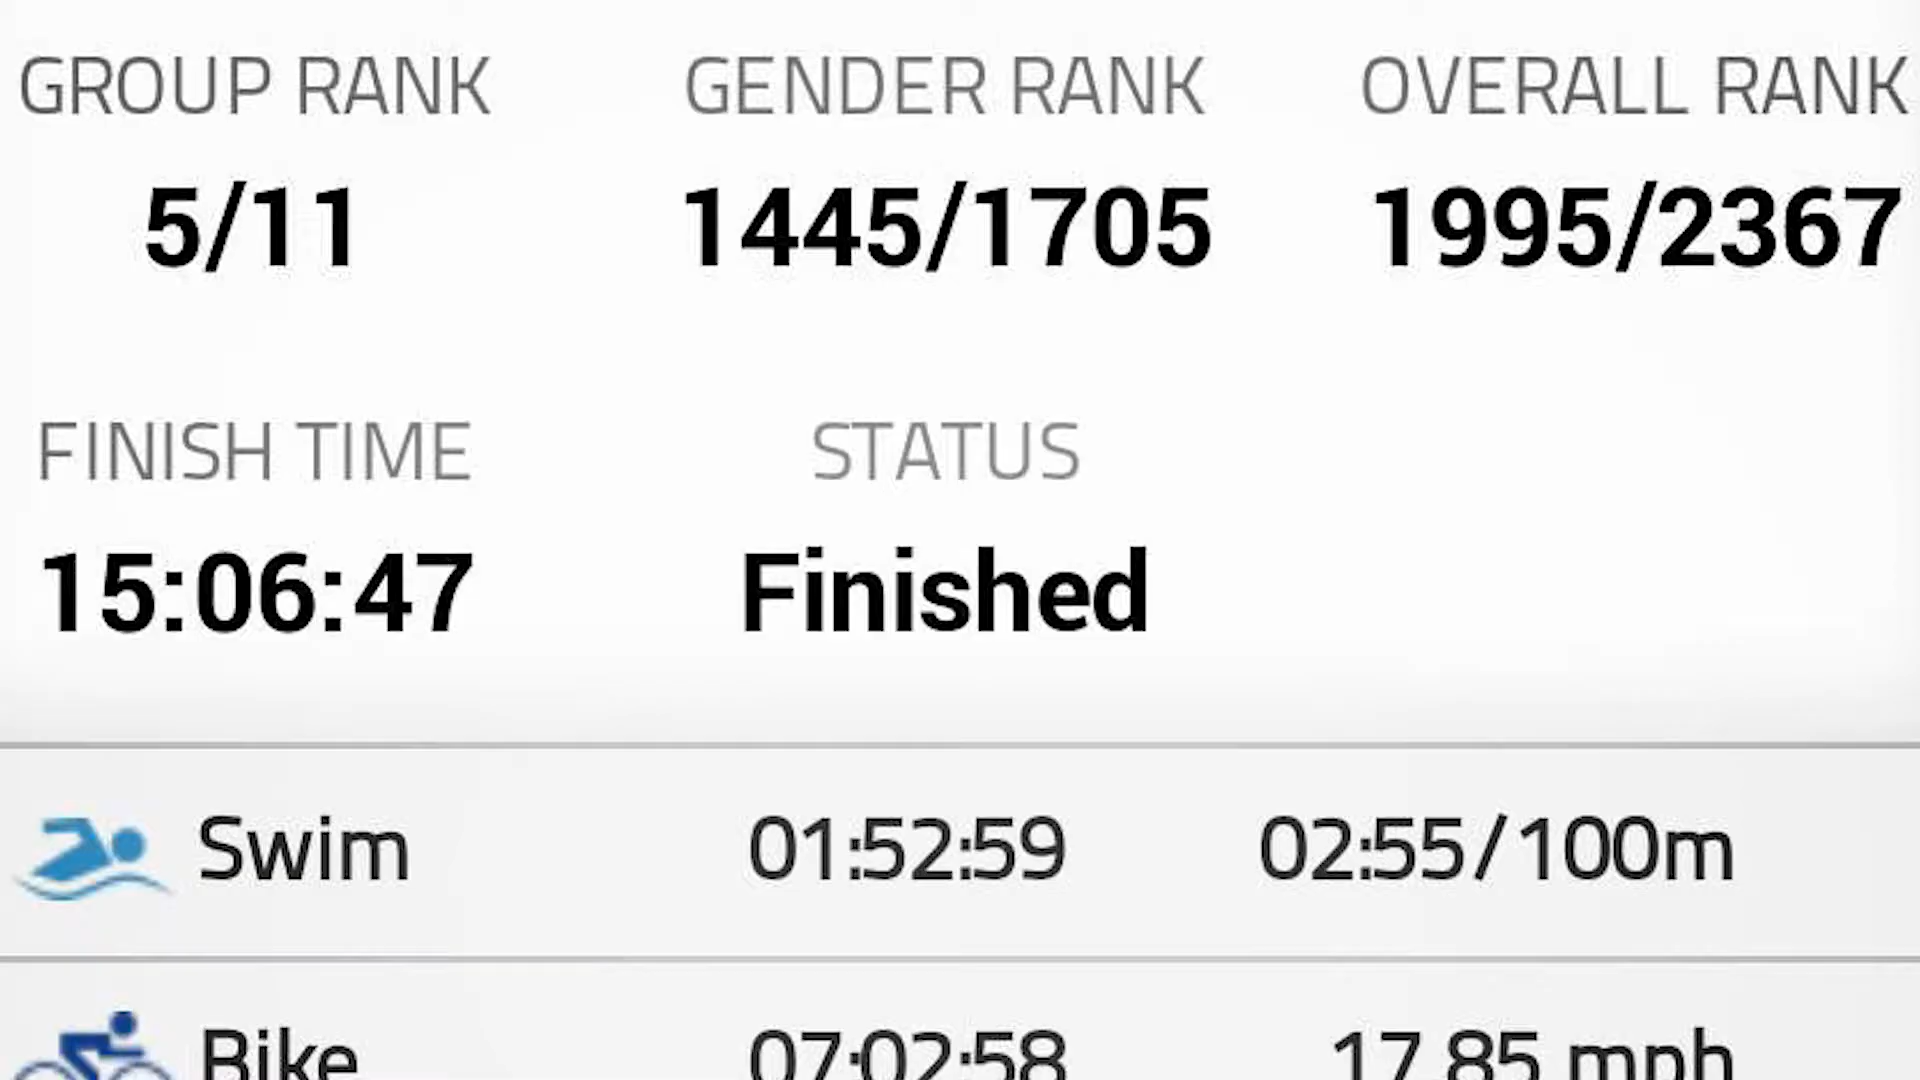 GROUP RANK GENDER RANK OVERALL RANK
5/11 1445/1705 1995/2367
FINISH TIME STATUS
15:06:47 Finished
Swim 01:52:59 02:55/100m
Bike 07:02:58 17.85 mph